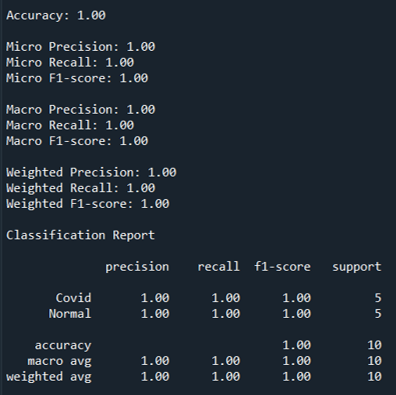 Accuracy: 1.00
Micro Precision: 1.00
Micro Recall: 1.00
Micro F1-score: 1.00
Macro Precision: 1.00
Macro Recall: 1.00
Macro F1-score: 1.00
Weighted Precision: 1.00
Weighted Recall: 1.00
Weighted F1-score: 1.00
Classification Report
precision recall f1-score support
Covid 1.00 1.00 1.00 5
Normal 1.00 1.00 1.00 5
accuracy 1.00 10
macro avg 1.00 1.00 1.00 10
weighted avg 1.00 1.00 1.00 10